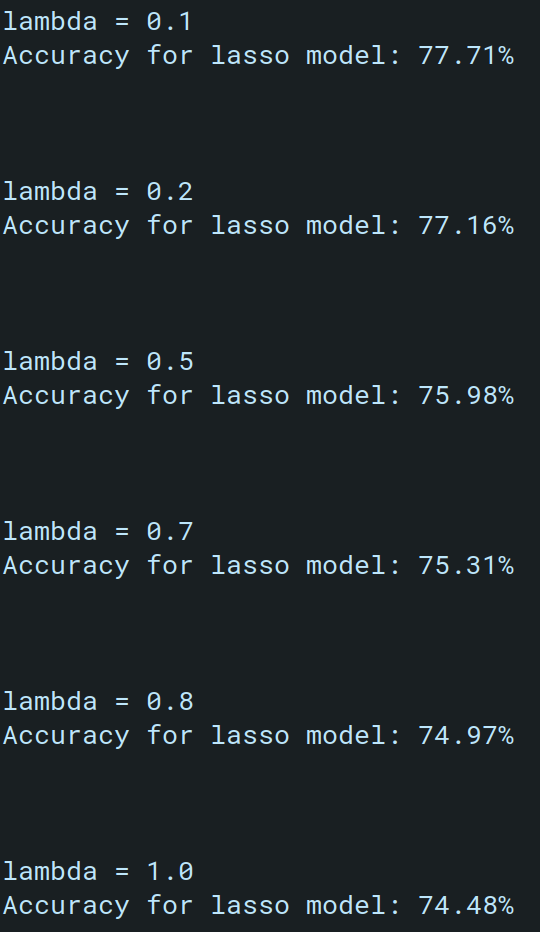 lambda = 0.1
Accuracy for lasso model: 77.71%
lambda = 0.2
Accuracy for lasso model: 77.16%
lambda = 0.5
Accuracy for lasso model: 75.98%
lambda = 0.7
Accuracy for lasso model: 75.31%
lambda = 0.8
Accuracy for lasso model: 74.97%
lambda = 1.0
Accuracy for lasso model: 74.48%